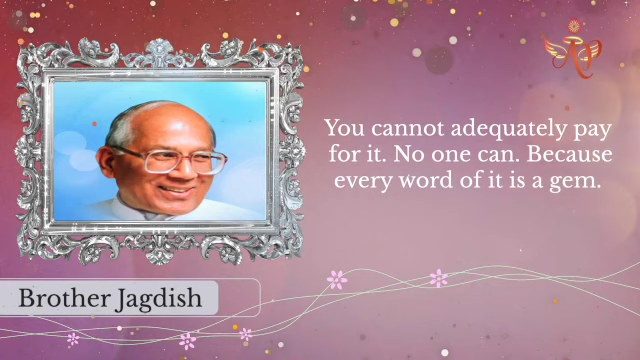 You cannot adequately pay
for it. No one can. Because
every word of it is a gem.
Brother Jagdish